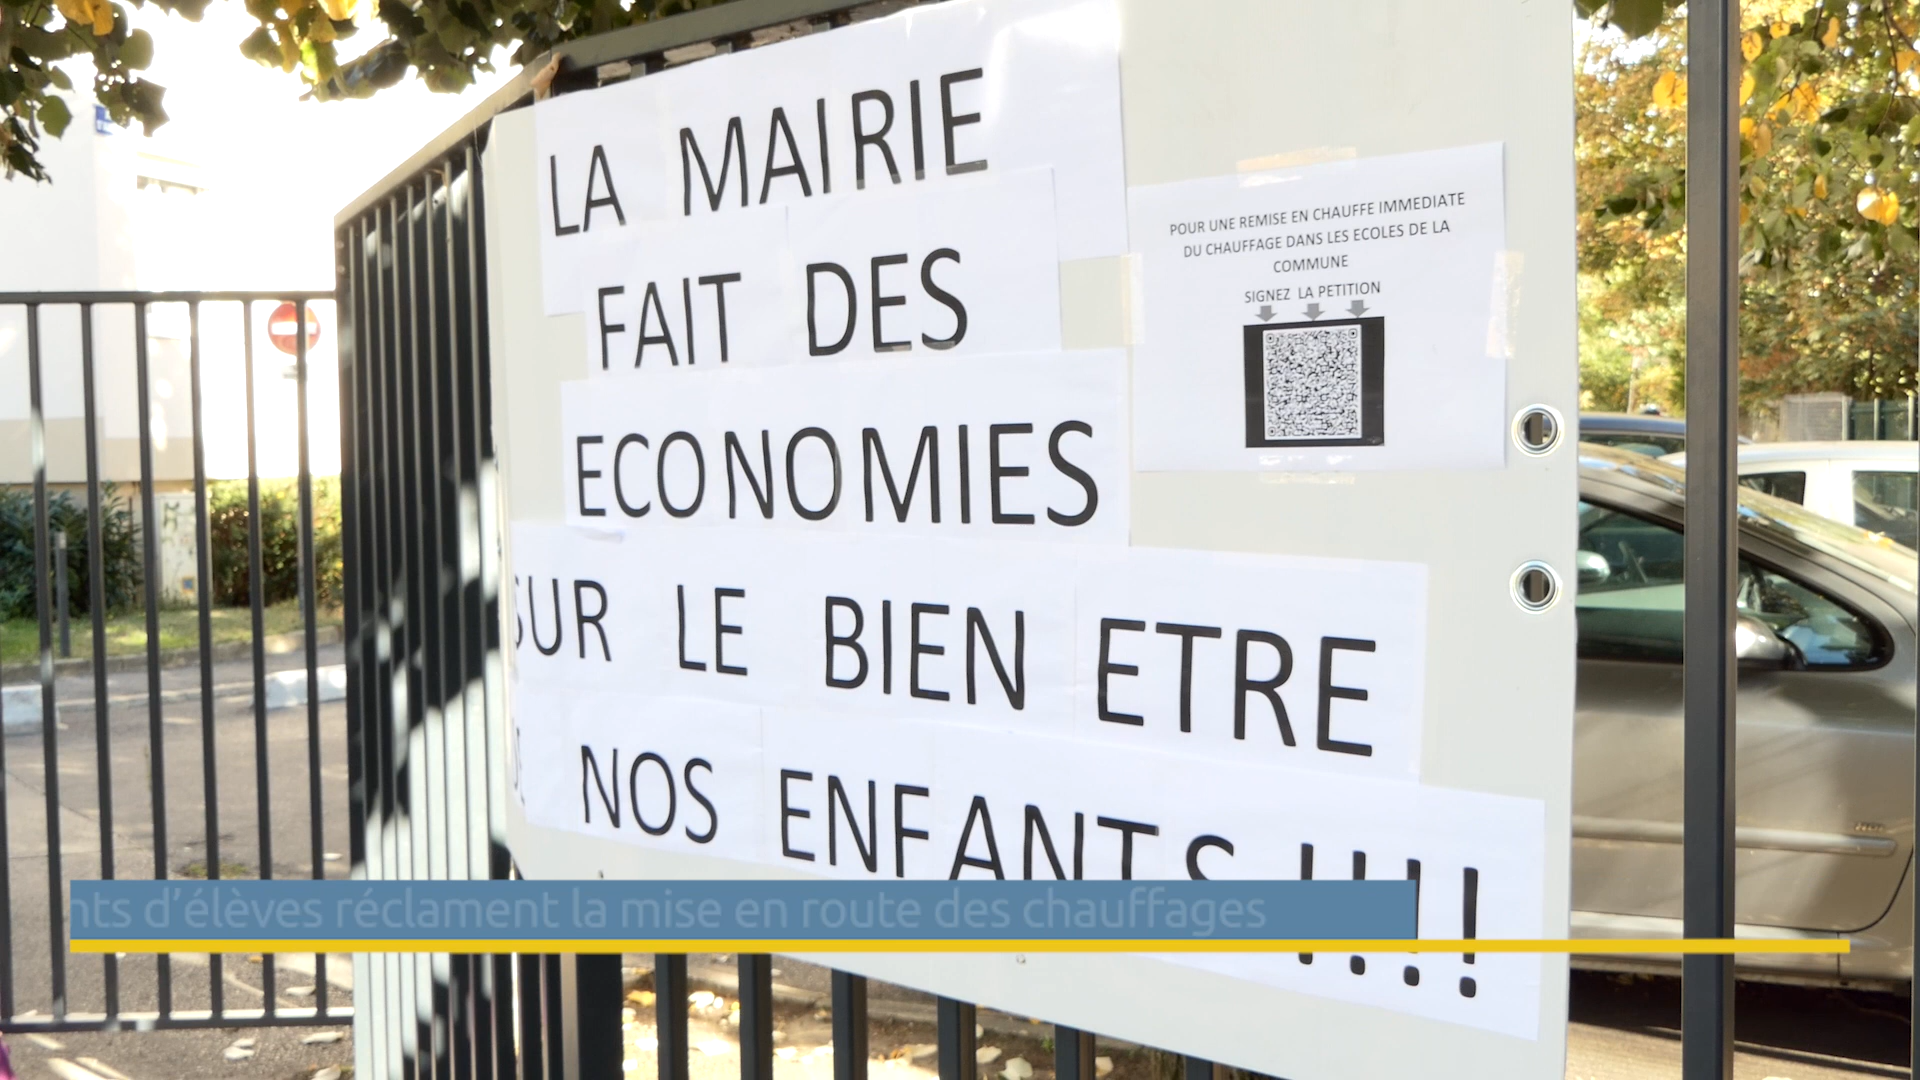 LA MAIRIE
FAIT DES
ECONOMIES
SUR LE BIEN ETRE
NOS ENFANTS !!!!
POUR UNE REMISE EN CHAUFFE IMMEDIATE
DU CHAUFFAGE DANS LES ECOLES DE LA
COMMUNE
SIGNEZ LA PETITION
nts d'élèves réclament la mise en route des chauffages